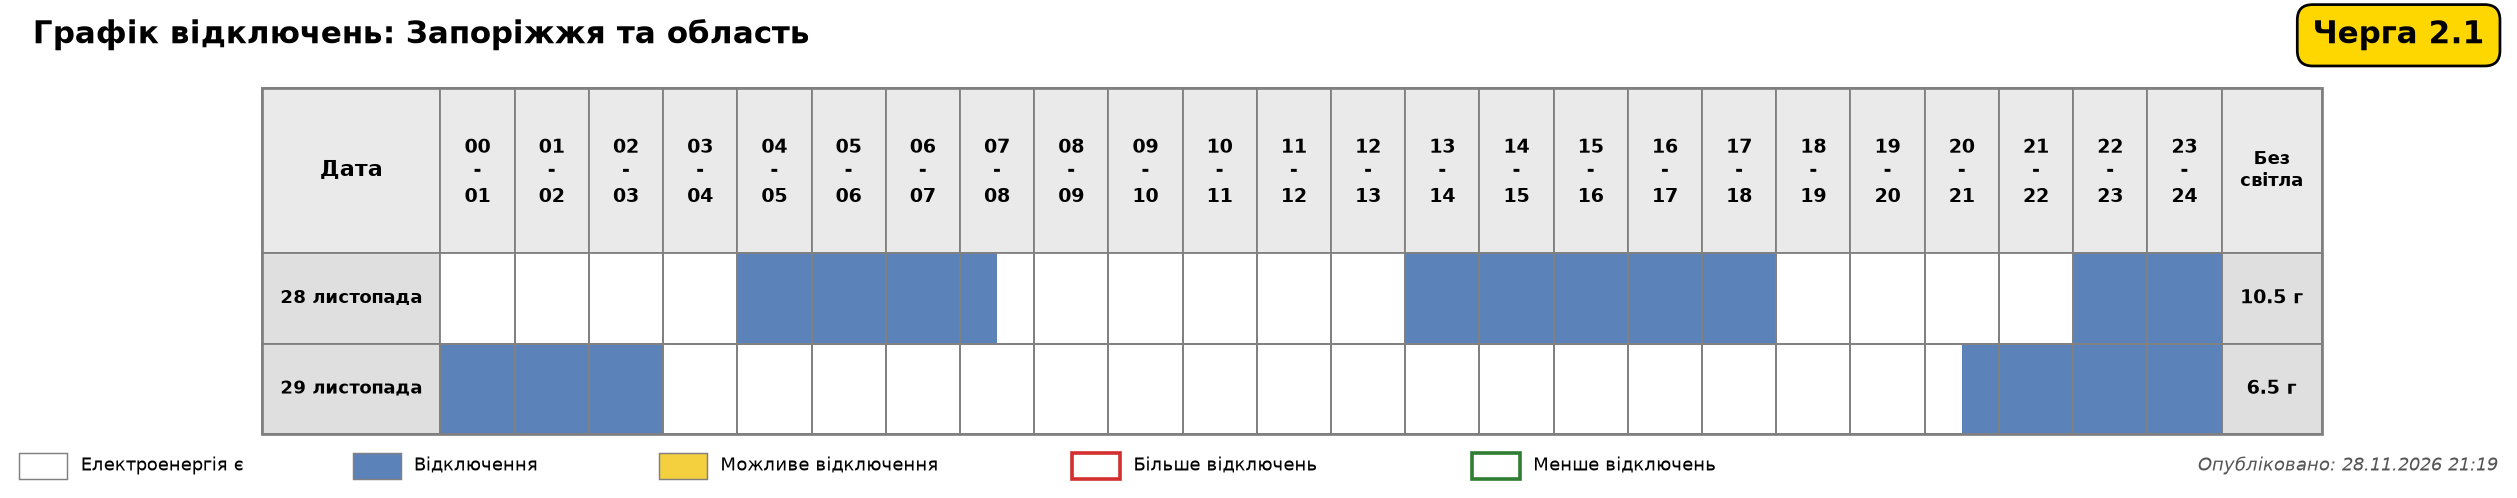 Графік відключень: Запоріжжя та область
Черга 2.1
Дата
00 - 01
01 - 02
02 - 03
03 - 04
04 - 05
05 - 06
06 - 07
07 - 08
08 - 09
09 - 10
10 - 11
11 - 12
12 - 13
13 - 14
14 - 15
15 - 16
16 - 17
17 - 18
18 - 19
19 - 20
20 - 21
21 - 22
22 - 23
23 - 24
Без
світла
28 листопада
10.5 г
29 листопада
6.5 г
Електроенергія є
Відключення
Можливе відключення
Більше відключень
Менше відключень
Опубліковано: 28.11.2026 21:19